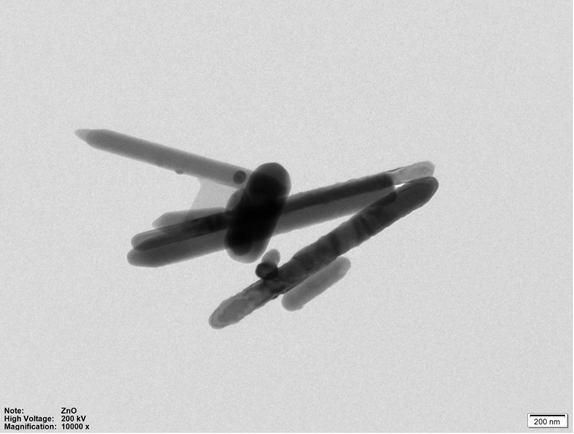 Note: ZnO
High Voltage: 200 kV
Magnification: 10000 x
200 nm